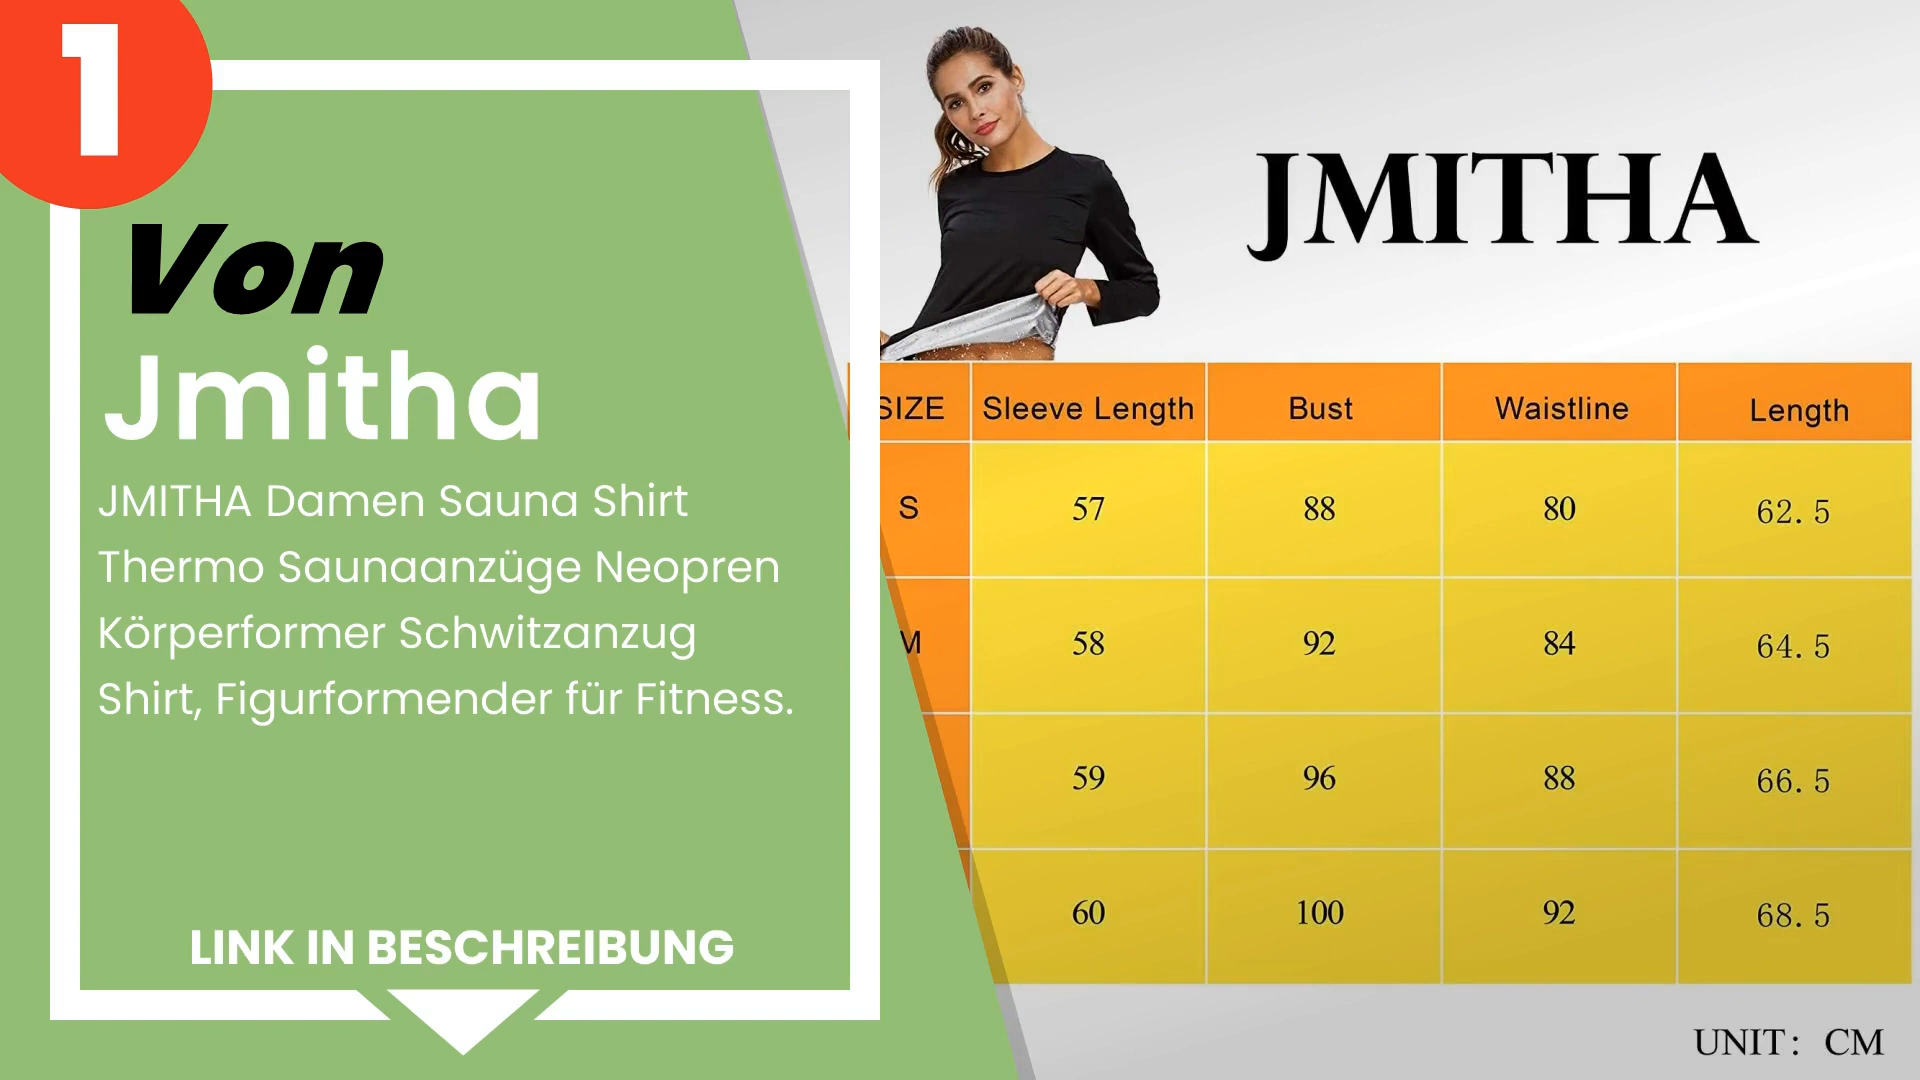 1
Von
Jmitha
JMITHA Damen Sauna Shirt
Thermo Saunaanzüge Neopren
Körperformer Schwitzanzug
Shirt, Figurformender für Fitness.
LINK IN BESCHREIBUNG
JMITHA
SIZE Sleeve Length Bust Waistline Length
S 57 88 80 62.5
M 58 92 84 64.5
59 96 88 66.5
60 100 92 68.5
UNIT: CM